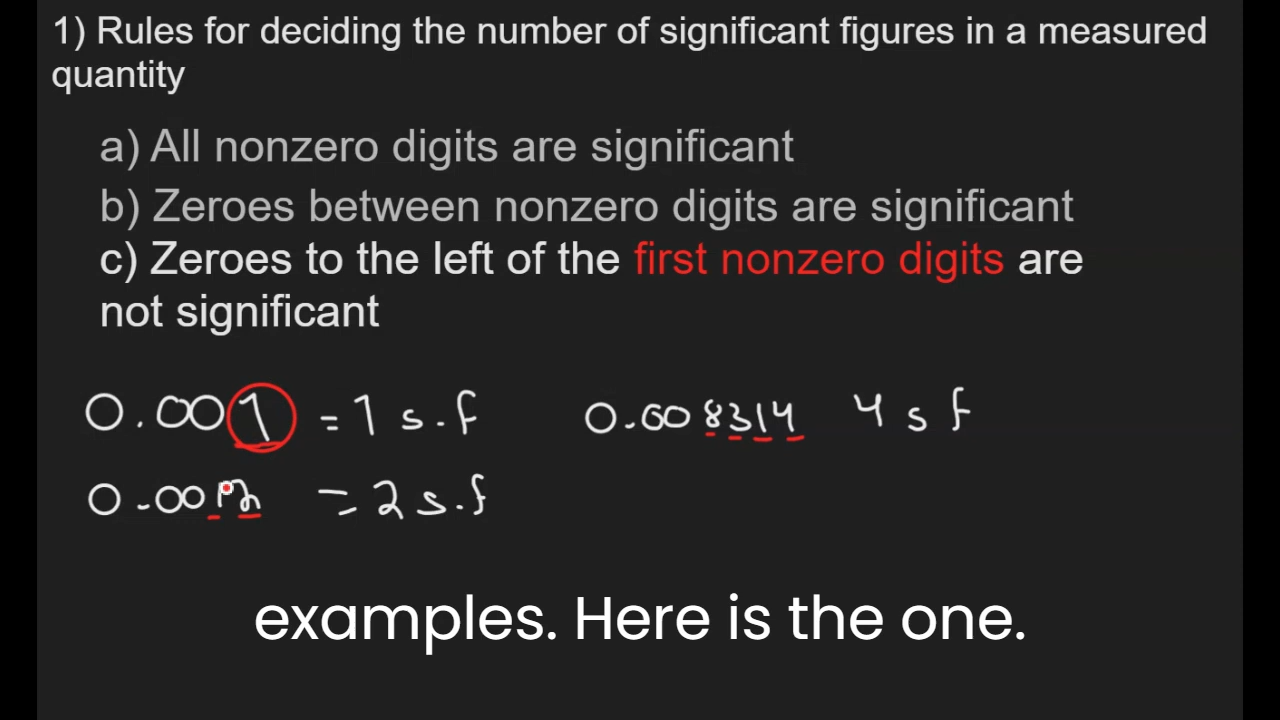 1) Rules for deciding the number of significant figures in a measured
quantity
a) All nonzero digits are significant
b) Zeroes between nonzero digits are significant
c) Zeroes to the left of the first nonzero digits are
not significant
0.001 = 1 s.f
0.008314 4 s f
0.0012 = 2 s.f
examples. Here is the one.